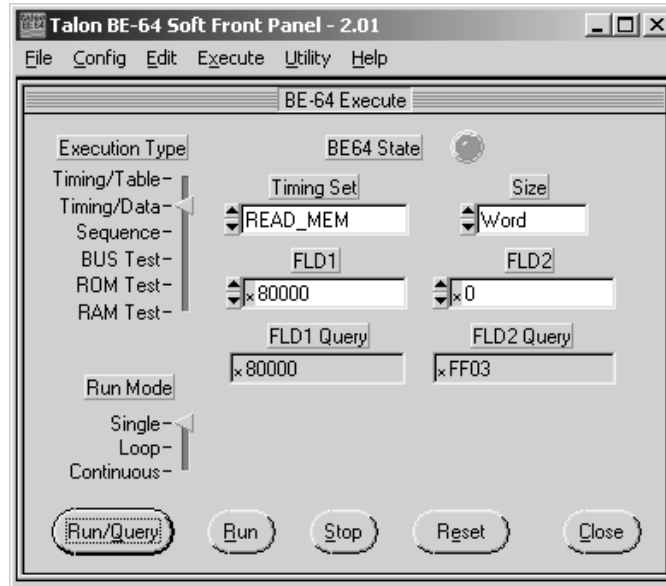 Talon BE-64 Soft Front Panel - 2.01
File Config Edit Execute Utility Help
BE-64 Execute
Execution Type
BE64 State
Timing/Table
Timing/Data
Sequence
BUS Test
ROM Test
RAM Test
Timing Set
READ_MEM
Size
Word
FLD1
x 80000
FLD2
x 0
FLD1 Query
x 80000
FLD2 Query
x FF03
Run Mode
Single
Loop
Continuous
Run/Query
Run
Stop
Reset
Close